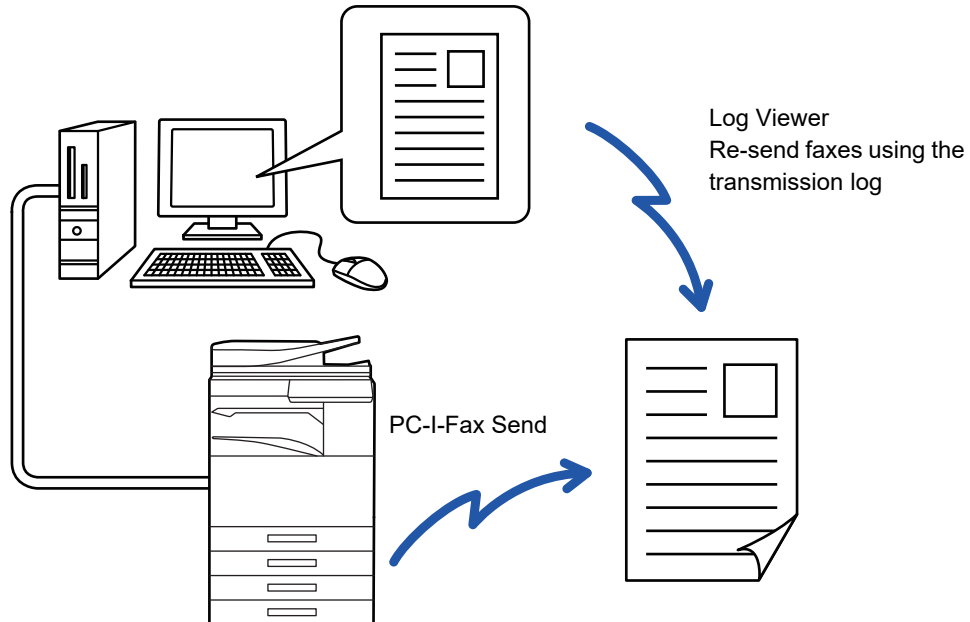 Log Viewer
Re-send faxes using the
transmission log
PC-I-Fax Send